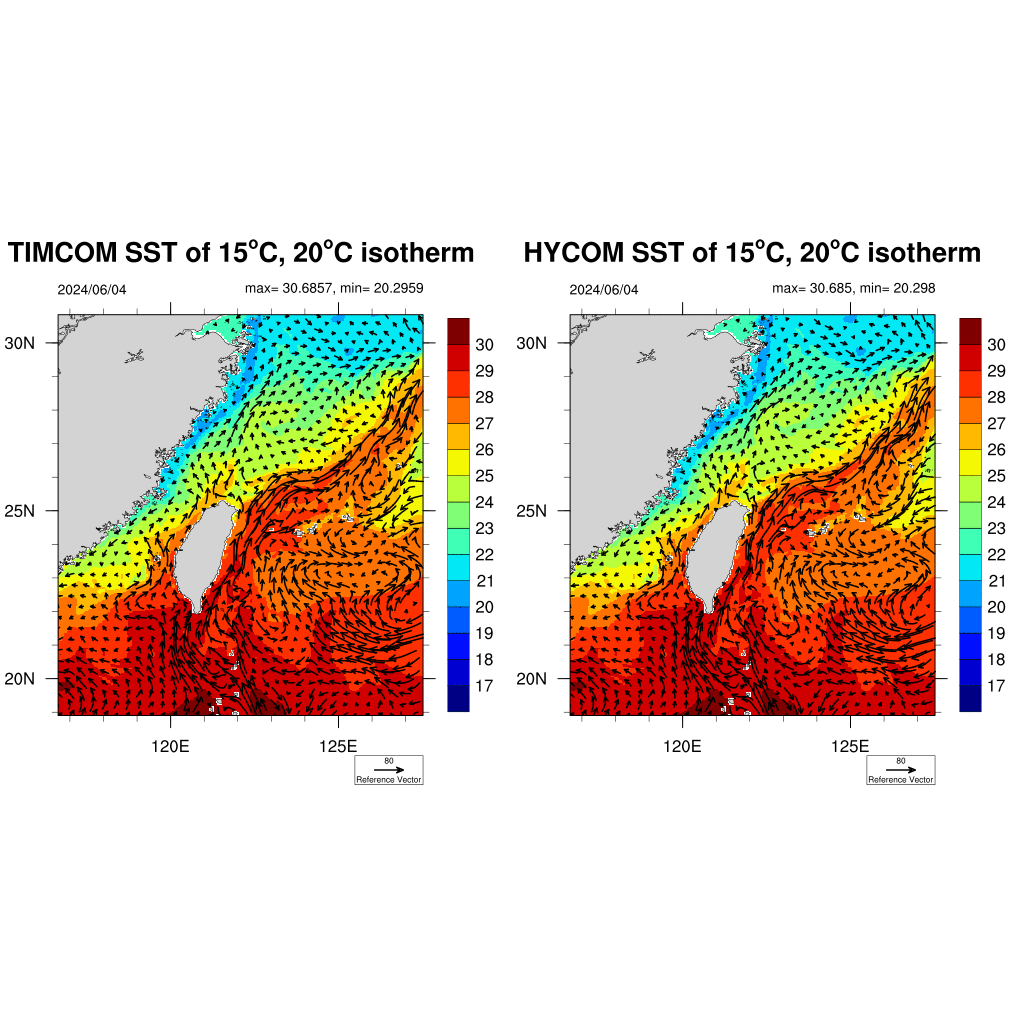 TIMCOM SST of 15°C, 20°C isotherm
2024/06/04
max= 30.6857, min= 20.2959
30N
25N
20N
120E
125E
30
29
28
27
26
25
24
23
22
21
20
19
18
17
80
Reference Vector
HYCOM SST of 15°C, 20°C isotherm
2024/06/04
max= 30.685, min= 20.298
30N
25N
20N
120E
125E
30
29
28
27
26
25
24
23
22
21
20
19
18
17
80
Reference Vector